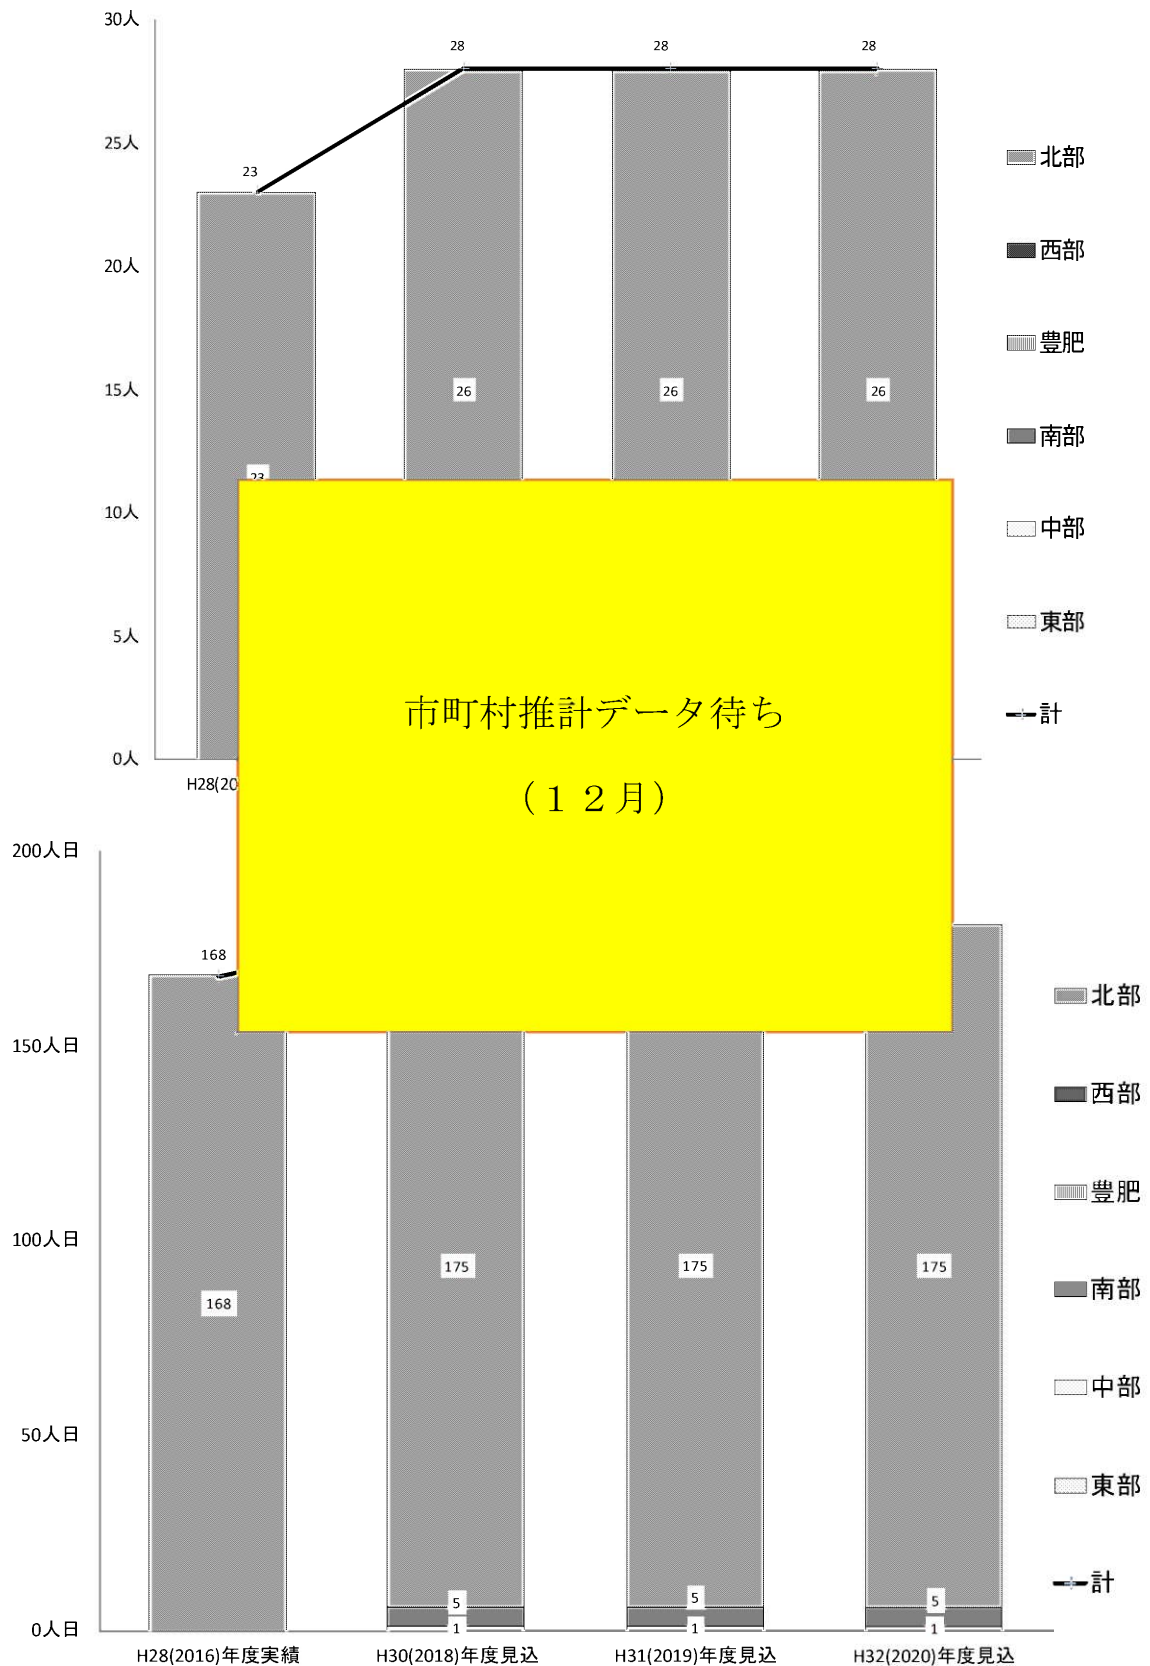 30人
28
28
28
25人
23
20人
15人
26
26
26
23
10人
5人
0人
H28(20
北部
西部
豊肥
南部
中部
東部
計
市町村推計データ待ち
（１２月）
200人日
168
150人日
100人日
175
175
175
168
50人日
5
5
5
1
1
1
0人日
H28(2016)年度実績
H30(2018)年度見込
H31(2019)年度見込
H32(2020)年度見込
北部
西部
豊肥
南部
中部
東部
計